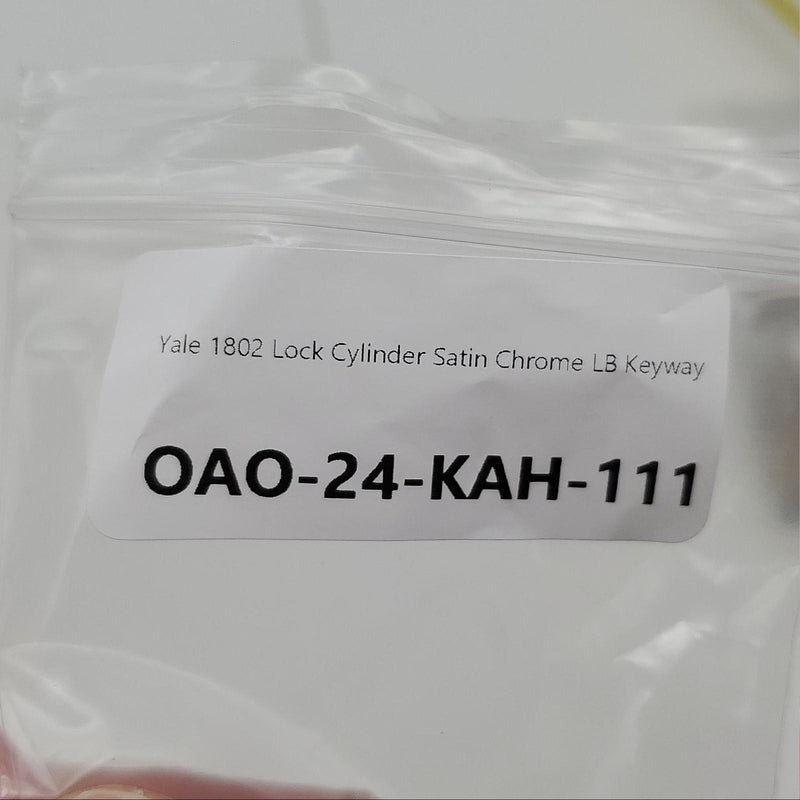 Yale 1802 Lock Cylinder Satin Chrome LB Keyway
OAO-24-KAH-111